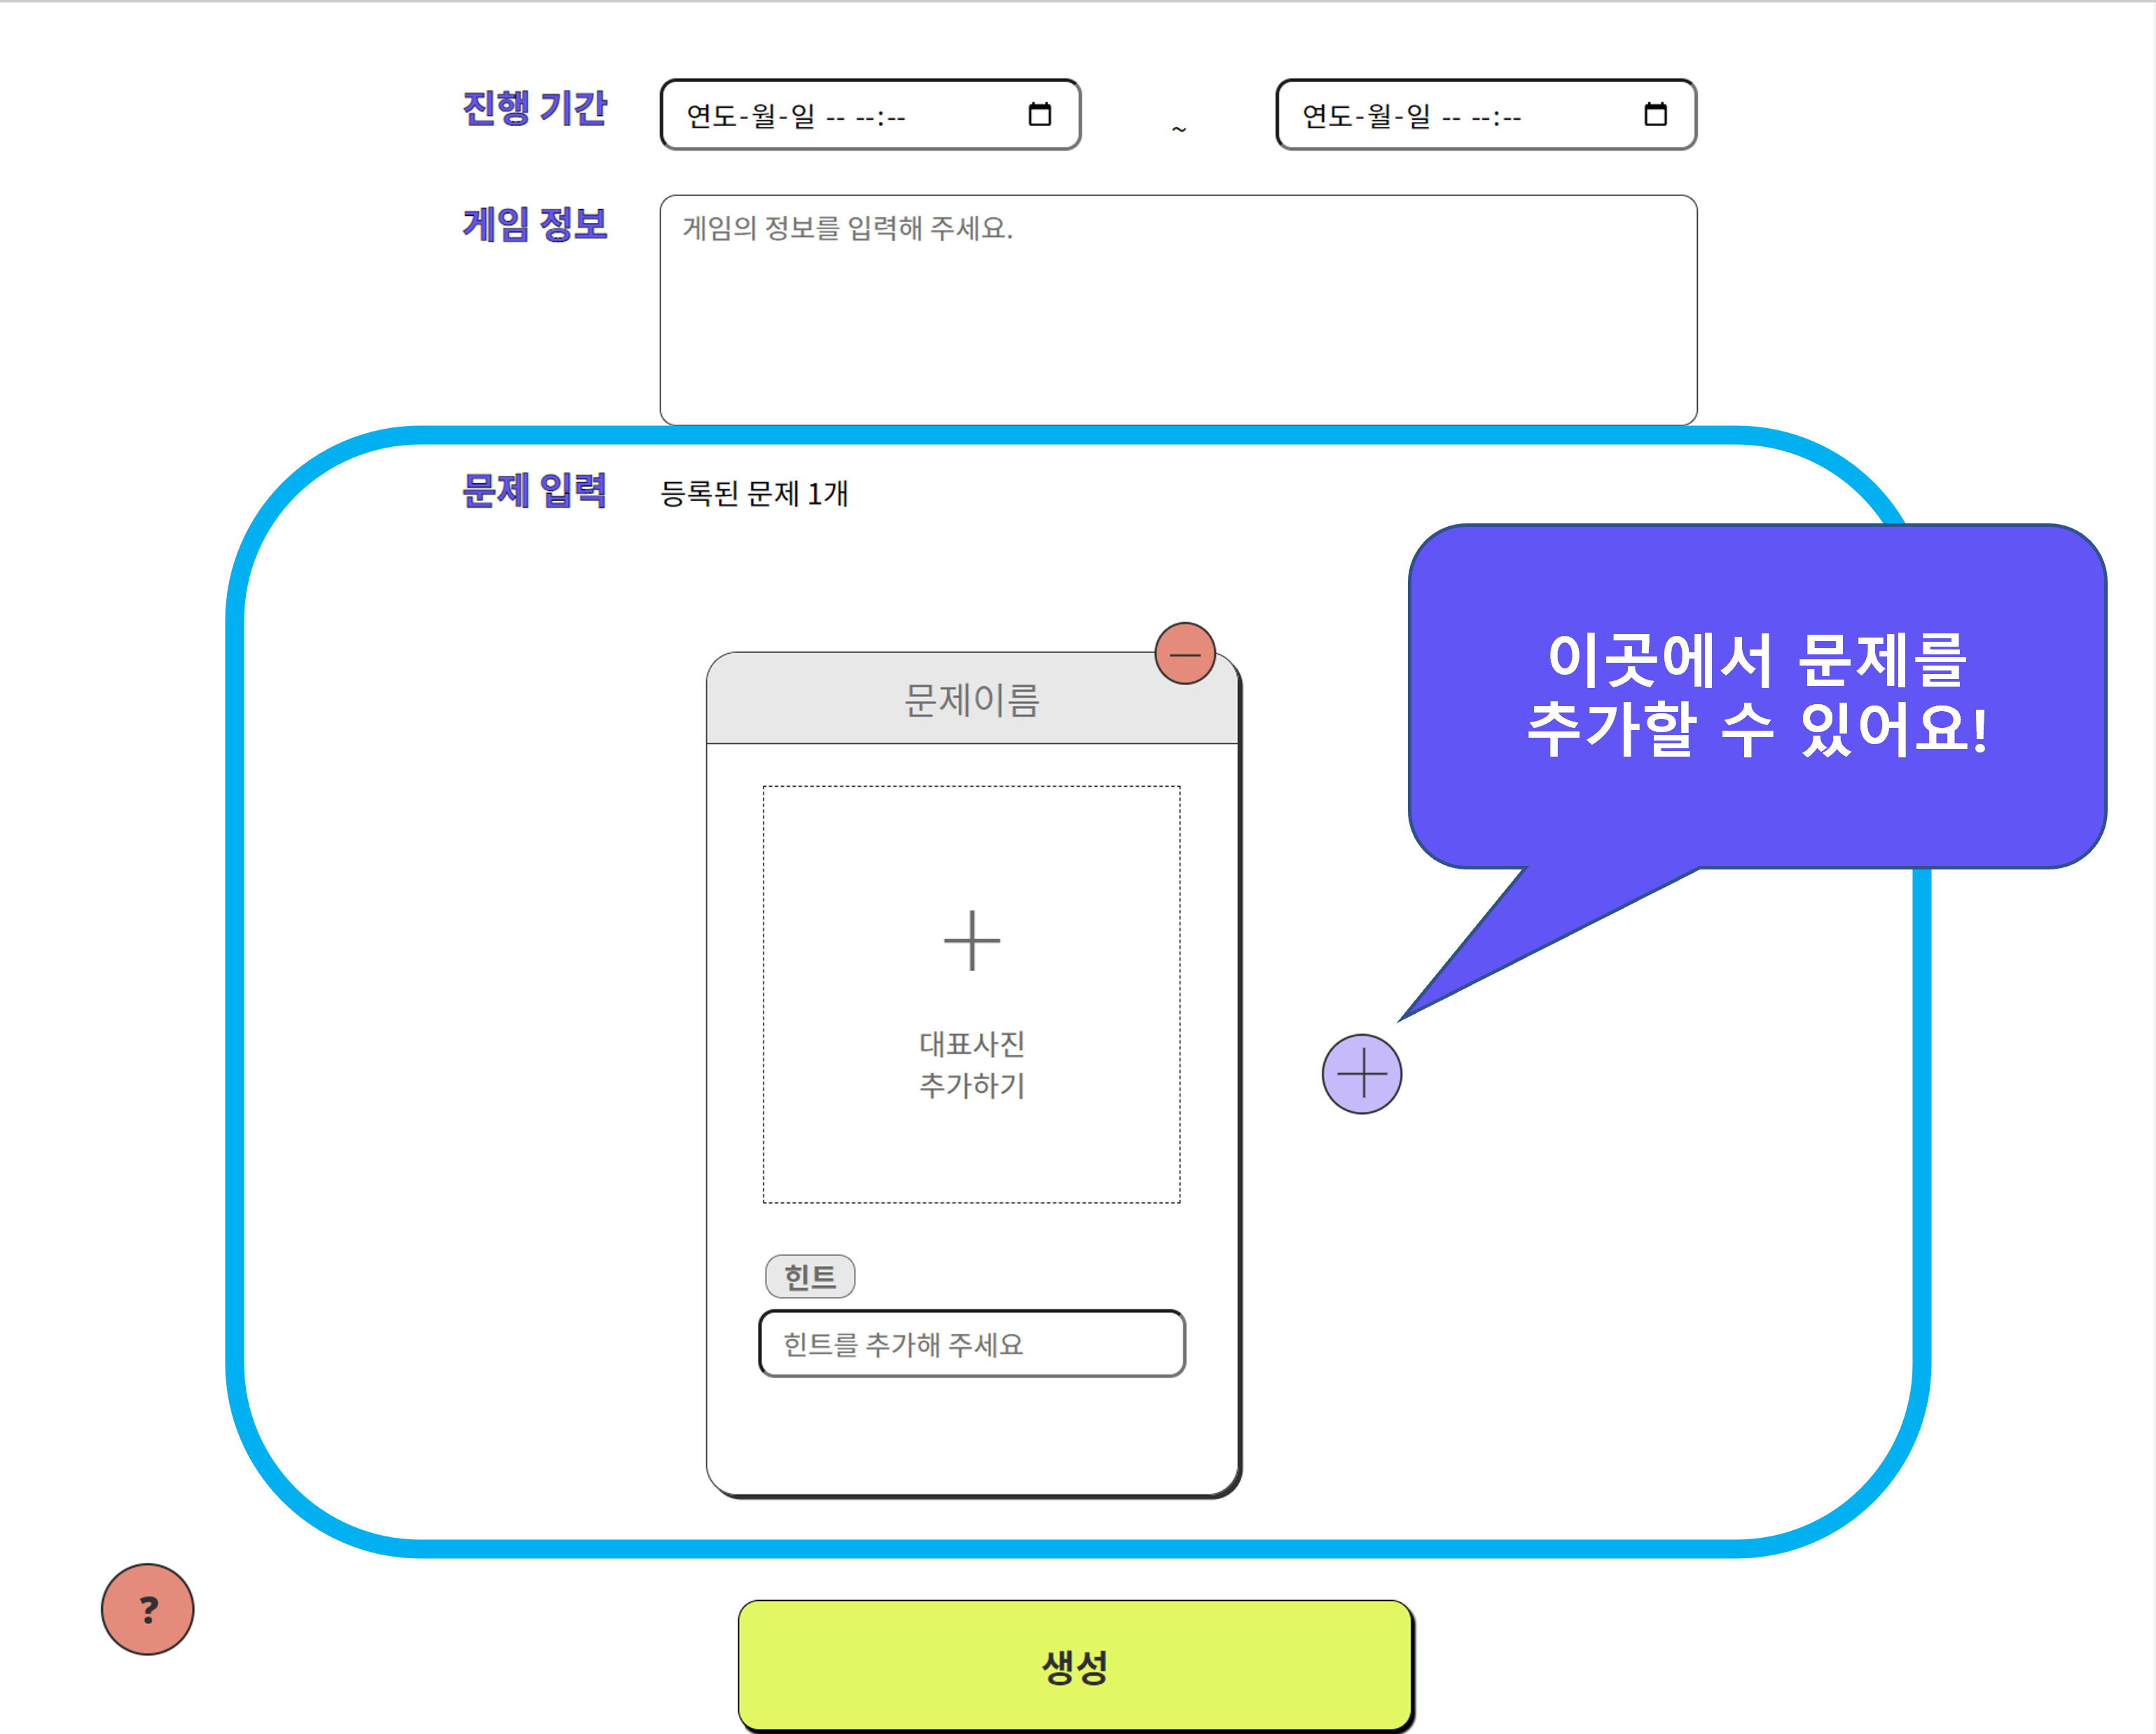 진행 기간
연도-월-일 -- --:--
~
연도-월-일 -- --:--
게임 정보
게임의 정보를 입력해 주세요.
문제 입력
등록된 문제 1개
이곳에서 문제를
추가할 수 있어요!
문제이름
대표사진
추가하기
힌트
힌트를 추가해 주세요
?
생성